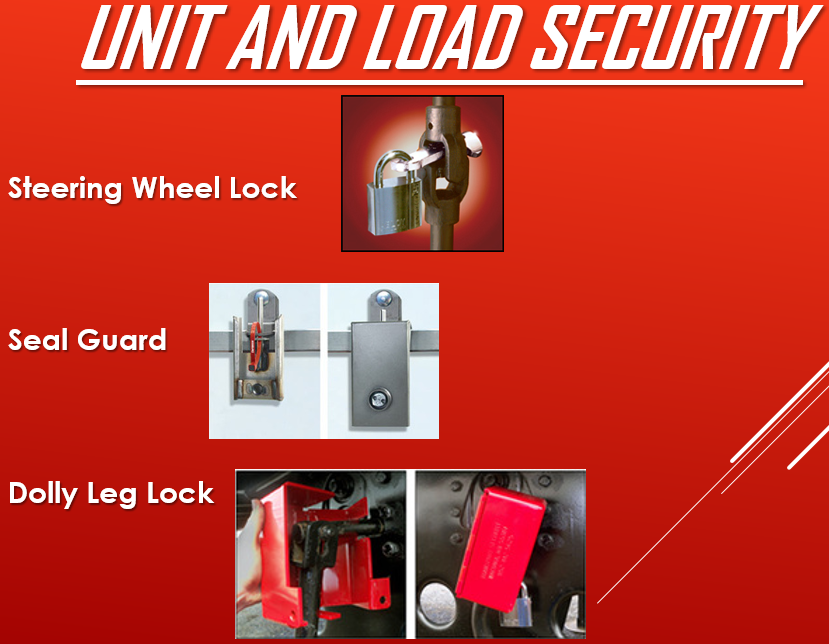 UNIT AND LOAD SECURITY
Steering Wheel Lock
Seal Guard
Dolly Leg Lock